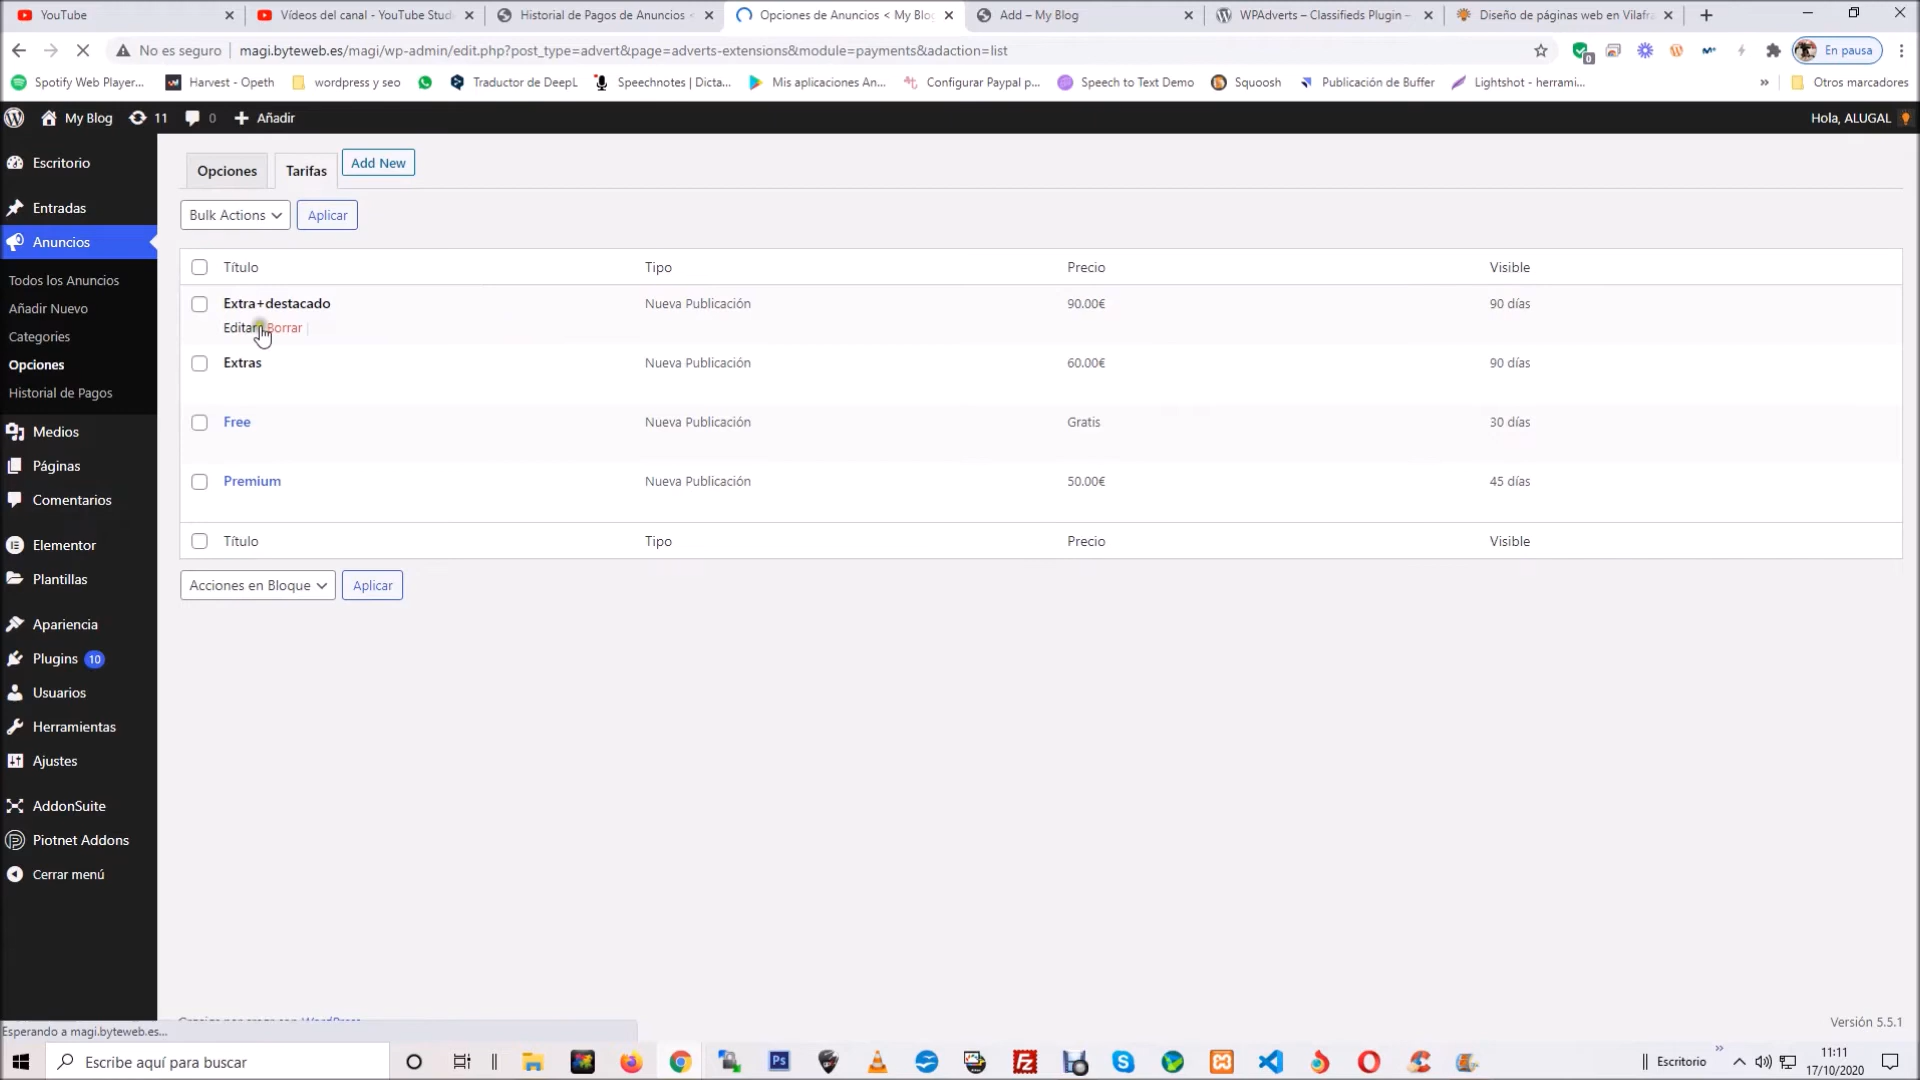 YouTube
Vídeos del canal - YouTube Stud
Historial de Pagos de Anuncios <
Opciones de Anuncios < My Blog
Add – My Blog
WPAdverts – Classifieds Plugin –
Diseño de páginas web en Vilafra
No es seguro
magi.byteweb.es/magi/wp-admin/edit.php?post_type=advert&page=adverts-extensions&module=payments&adaction=list
0
En pausa
Spotify Web Player...
Harvest - Opeth
wordpress y seo
Traductor de DeepL
Speechnotes | Dicta...
Mis aplicaciones An...
Configurar Paypal p...
Speech to Text Demo
Squoosh
Publicación de Buffer
Lightshot - herrami...
»
Otros marcadores
My Blog
11
0
Añadir
Hola, ALUGAL
Escritorio
Entradas
Anuncios
Todos los Anuncios
Añadir Nuevo
Categories
Opciones
Historial de Pagos
Medios
Páginas
Comentarios
Elementor
Plantillas
Apariencia
Plugins 10
Usuarios
Herramientas
Ajustes
AddonSuite
Piotnet Addons
Cerrar menú
Opciones
Tarifas
Add New
Bulk Actions
Aplicar
Título Tipo Precio Visible
Extra+destacado Nueva Publicación 90.00€ 90 días
Editar Borrar |
Extras Nueva Publicación 60.00€ 90 días
Free Nueva Publicación Gratis 30 días
Premium Nueva Publicación 50.00€ 45 días
Título Tipo Precio Visible
Acciones en Bloque
Aplicar
Versión 5.5.1
Esperando a magi.byteweb.es...
Escribe aquí para buscar
Ps
Escritorio
»
11:11
17/10/2020